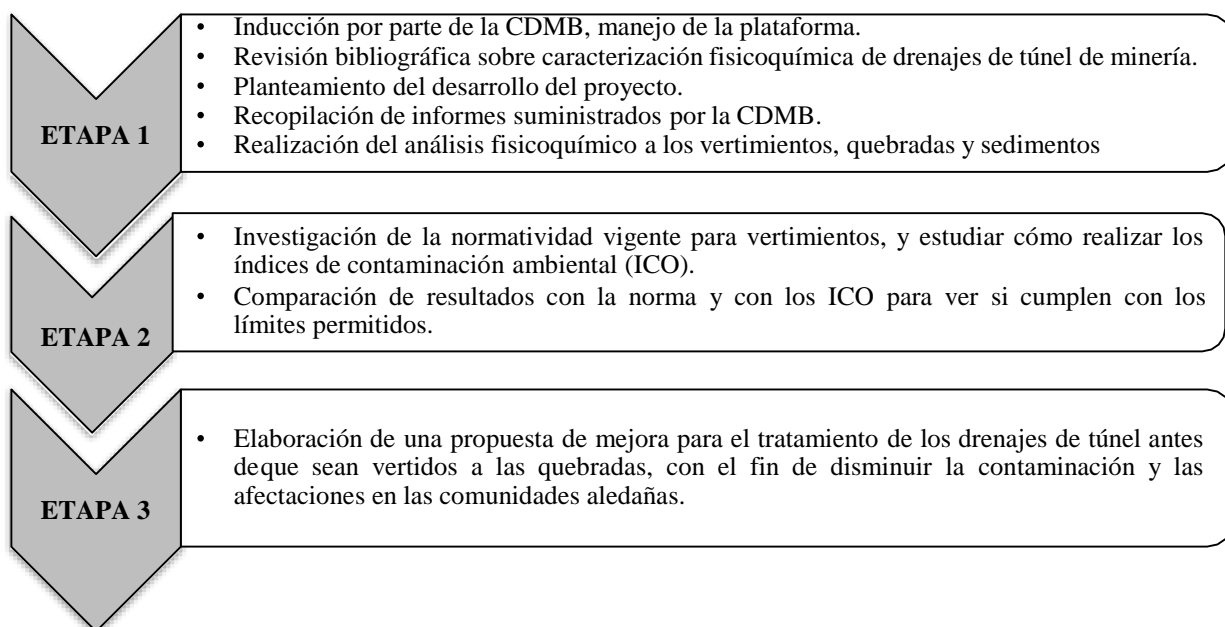 ETAPA 1
• Inducción por parte de la CDMB, manejo de la plataforma.
• Revisión bibliográfica sobre caracterización fisicoquímica de drenajes de túnel de minería.
• Planteamiento del desarrollo del proyecto.
• Recopilación de informes suministrados por la CDMB.
• Realización del análisis fisicoquímico a los vertimientos, quebradas y sedimentos
ETAPA 2
• Investigación de la normatividad vigente para vertimientos, y estudiar cómo realizar los
índices de contaminación ambiental (ICO).
• Comparación de resultados con la norma y con los ICO para ver si cumplen con los
límites permitidos.
ETAPA 3
• Elaboración de una propuesta de mejora para el tratamiento de los drenajes de túnel antes
deque sean vertidos a las quebradas, con el fin de disminuir la contaminación y las
afectaciones en las comunidades aledañas.